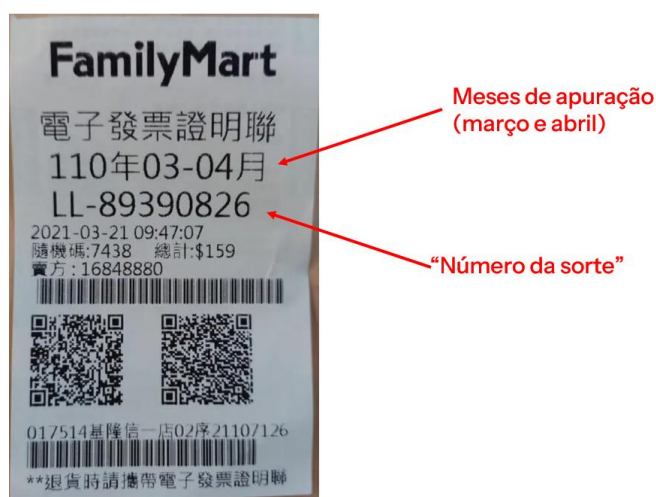 FamilyMart
電子發票證明聯
110年03-04月
LL-89390826
2021-03-21 09:47:07
隨機碼:7438 總計:$159
賣方:16848880
017514基隆信一店02序21107126
**退貨時請攜帶電子發票證明聯
Meses de apuração
(março e abril)
“Número da sorte”